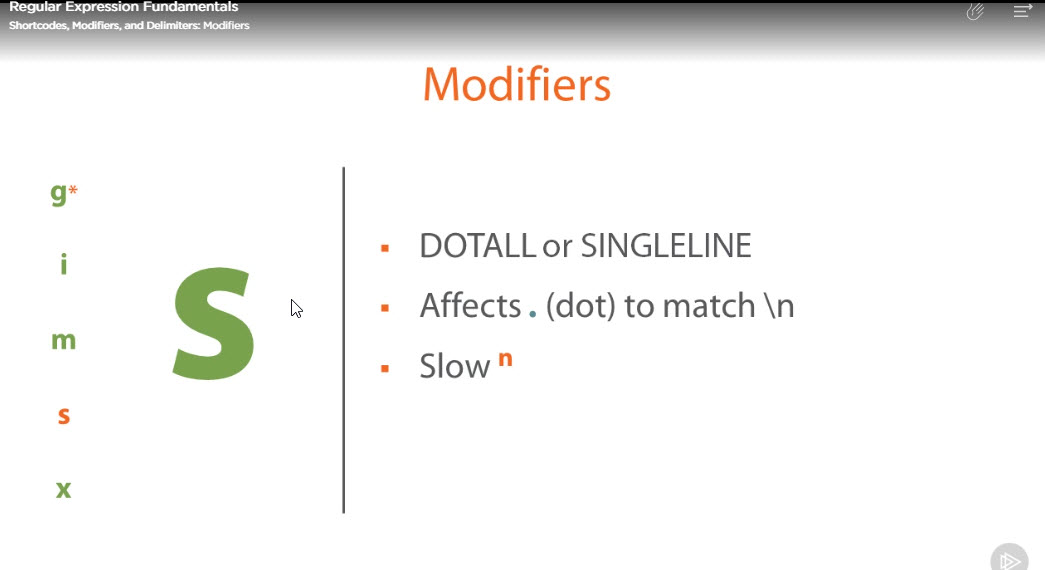 Regular Expression Fundamentals
Shortcodes, Modifiers, and Delimiters: Modifiers
Modifiers
g*
i
m
s
x
S
DOTALL or SINGLELINE
Affects . (dot) to match \n
Slow n